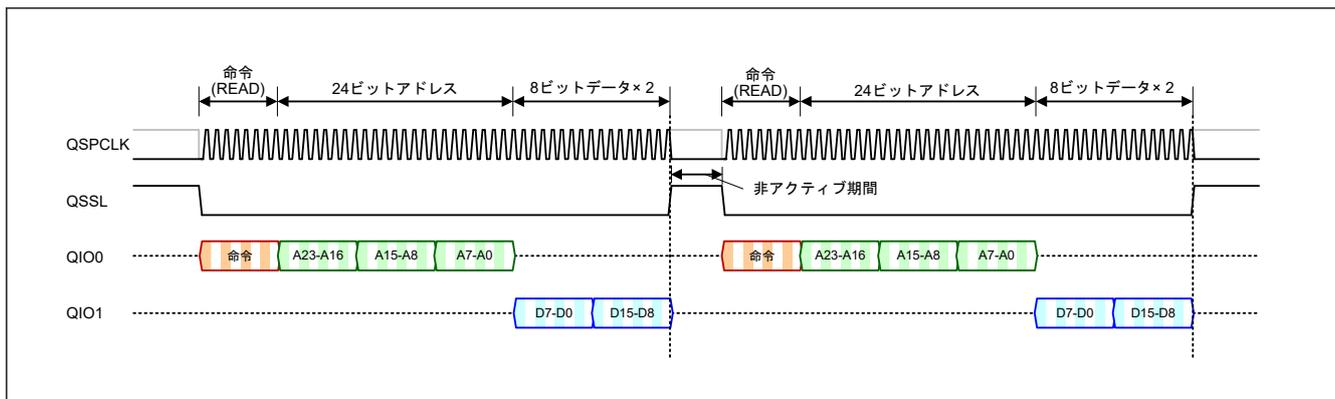 命令
(READ)
24ビットアドレス
8ビットデータ× 2
命令
(READ)
24ビットアドレス
8ビットデータ× 2
QSPCLK
非アクティブ期間
QSSL
QIO0
命令
A23-A16
A15-A8
A7-A0
命令
A23-A16
A15-A8
A7-A0
QIO1
D7-D0
D15-D8
D7-D0
D15-D8